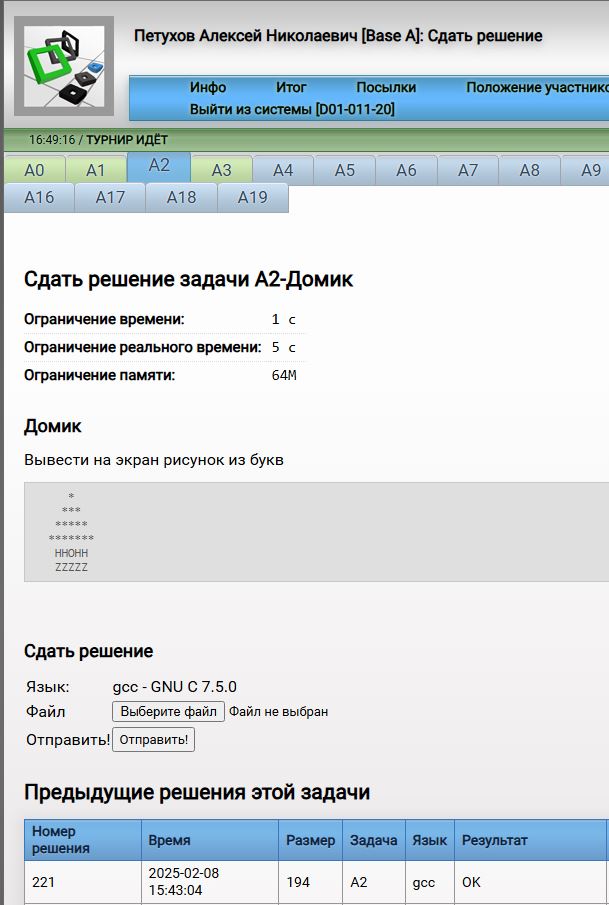 Петухов Алексей Николаевич [Base A]: Сдать решение
Инфо Итог Посылки Положение участнико
Выйти из системы [D01-011-20]
16:49:16 / ТУРНИР ИДЁТ
A0 A1 A2 A3 A4 A5 A6 A7 A8 A9
A16 A17 A18 A19
Сдать решение задачи A2-Домик
Ограничение времени: 1 с
Ограничение реального времени: 5 с
Ограничение памяти: 64M
Домик
Вывести на экран рисунок из букв
*
***
*****
*******
HHOHH
ZZZZZ
Сдать решение
Язык: gcc - GNU C 7.5.0
Файл Выберите файл Файл не выбран
Отправить! Отправить!
Предыдущие решения этой задачи
Номер решения Время Размер Задача Язык Результат
221 2025-02-08 15:43:04 194 A2 gcc OK